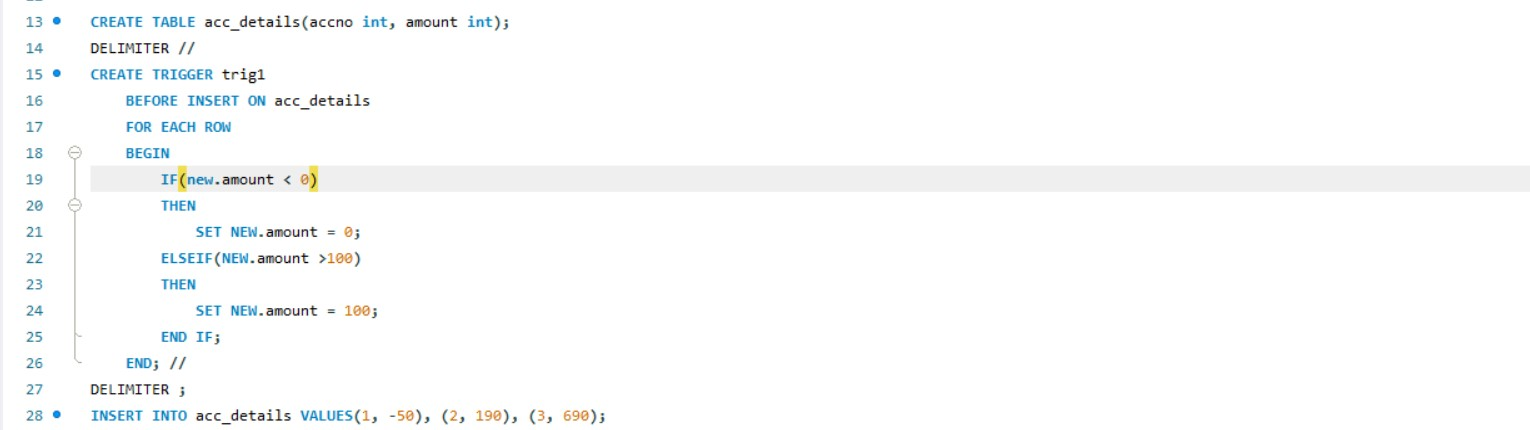 13 CREATE TABLE acc_details(accno int, amount int);
14 DELIMITER //
15 CREATE TRIGGER trig1
16 BEFORE INSERT ON acc_details
17 FOR EACH ROW
18 BEGIN
19 IF(new.amount < 0)
20 THEN
21 SET NEW.amount = 0;
22 ELSEIF(NEW.amount >100)
23 THEN
24 SET NEW.amount = 100;
25 END IF;
26 END; //
27 DELIMITER ;
28 INSERT INTO acc_details VALUES(1, -50), (2, 190), (3, 690);